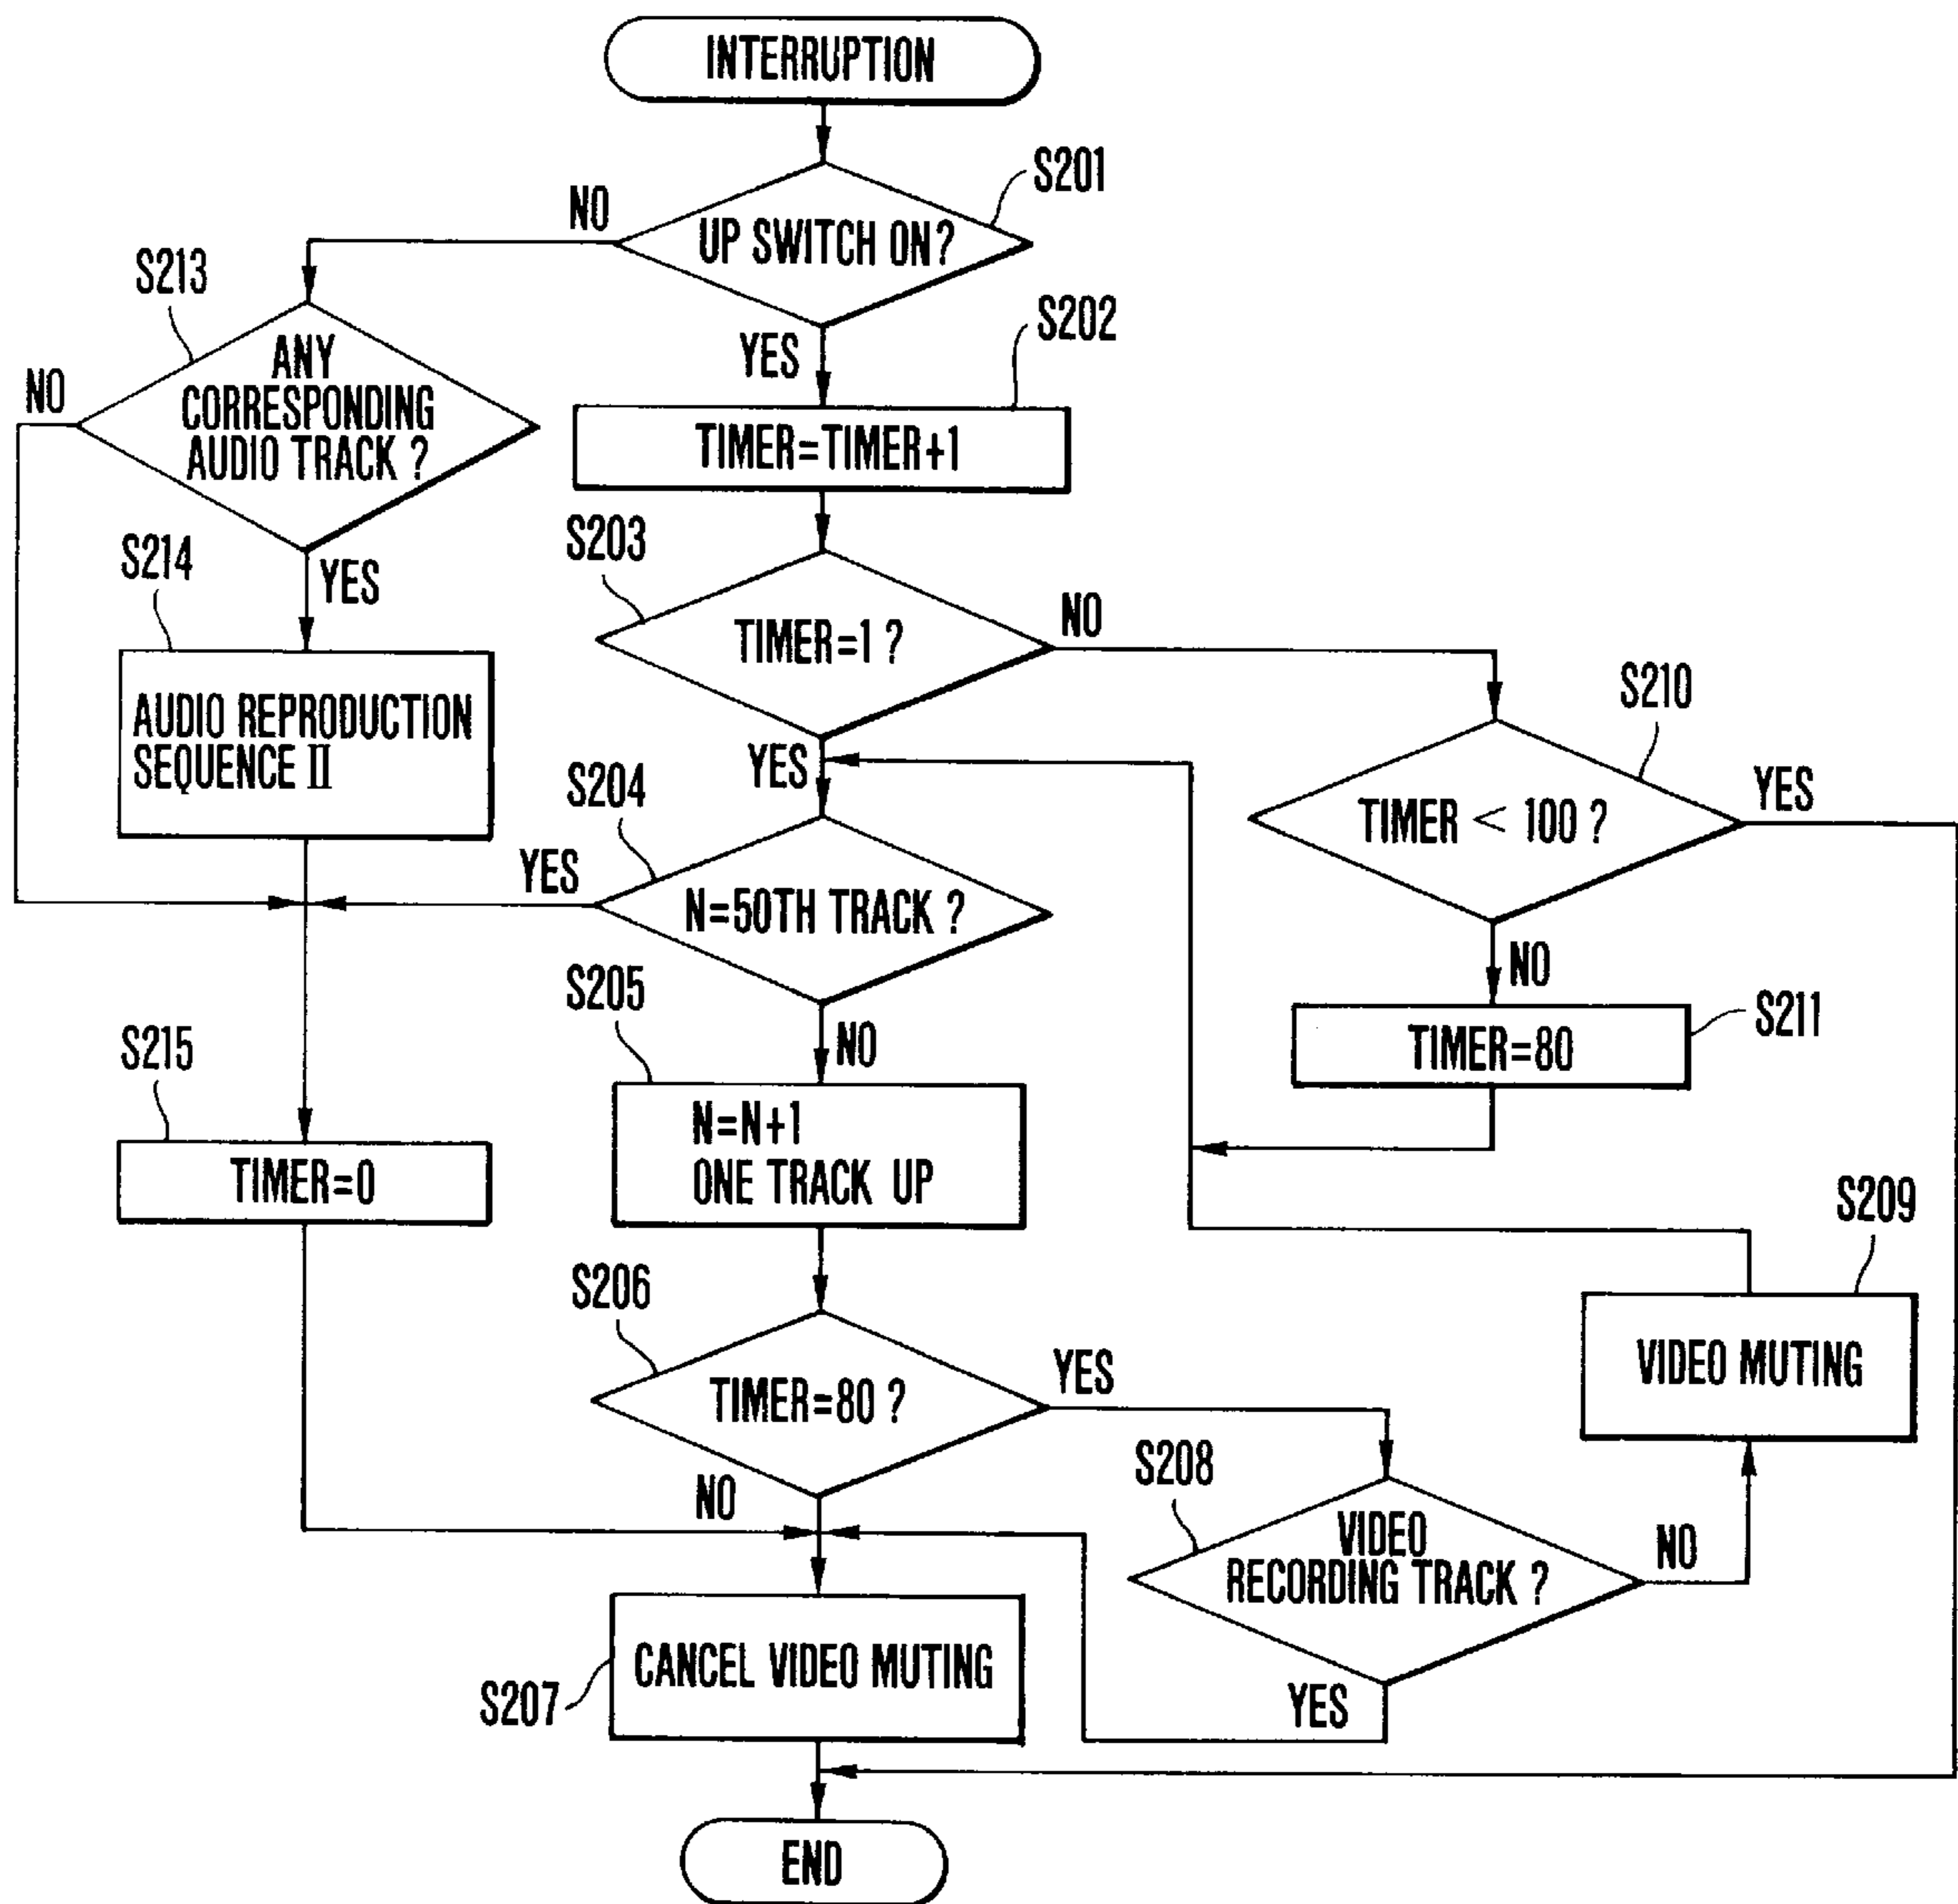 INTERRUPTION
S201
NO
UP SWITCH ON?
S213
S202
YES
ANY
CORRESPONDING
AUDIO TRACK ?
NO
TIMER=TIMER+1
S203
S214
YES
NO
TIMER=1 ?
S210
AUDIO REPRODUCTION
SEQUENCE II
YES
S204
YES
TIMER < 100 ?
YES
N=50TH TRACK ?
NO
S205
S211
S215
NO
TIMER=80
N=N+1
ONE TRACK UP
TIMER=0
S209
S206
YES
VIDEO MUTING
TIMER=80 ?
S208
NO
VIDEO
RECORDING TRACK ?
NO
CANCEL VIDEO MUTING
S207
YES
END